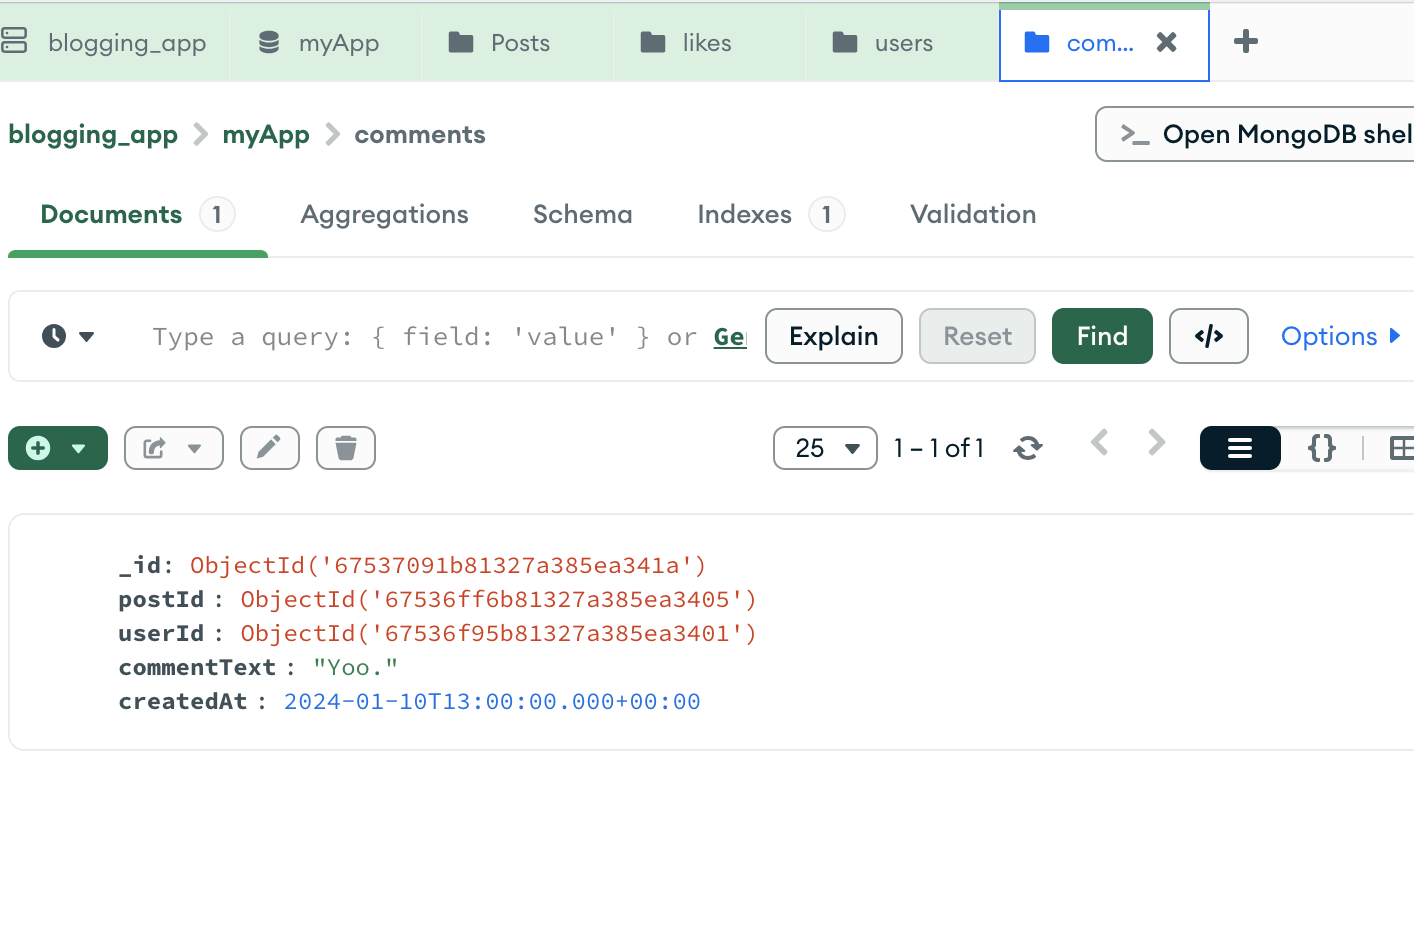 blogging_app myApp Posts likes users com...
blogging_app > myApp > comments
>_ Open MongoDB shel
Documents 1 Aggregations Schema Indexes 1 Validation
Type a query: { field: 'value' } or Ge Explain Reset Find </> Options
25 1 – 1 of 1 {}
_id: ObjectId('67537091b81327a385ea341a')
postId : ObjectId('67536ff6b81327a385ea3405')
userId : ObjectId('67536f95b81327a385ea3401')
commentText : "Yoo."
createdAt : 2024-01-10T13:00:00.000+00:00